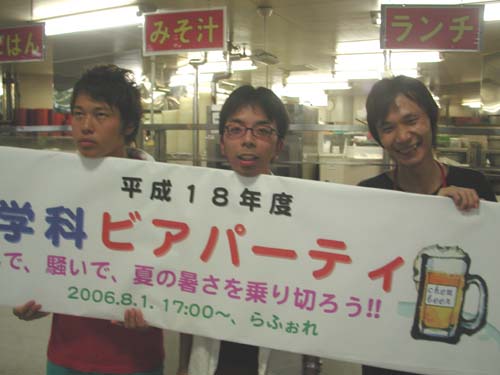 ごはん
みそ汁
ランチ
平成18年度
学科 ビアパーティ
で、騒いで、夏の暑さを乗り切ろう!!
2006.8.1. 17:00~、らふぉれ
chem
beer